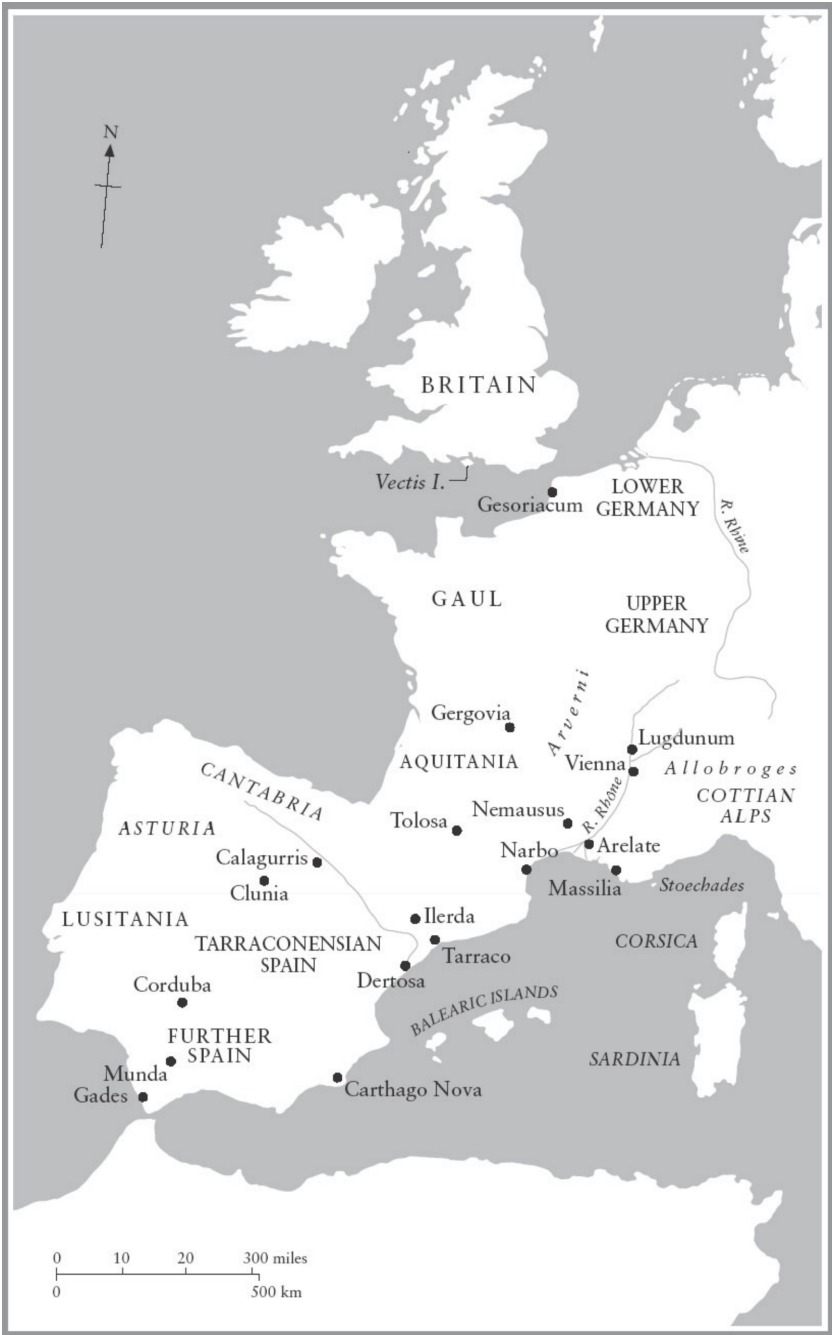 N
BRITAIN
Vectis I.
Gesoriacum
LOWER
GERMANY
R. Rhine
GAUL
UPPER
GERMANY
Arverni
Gergovia
Lugdunum
AQUITANIA
Vienna
Allobroges
CANTABRIA
COTTIAN
ALPS
R. Rhône
Nemausus
Tolosa
ASTURIA
Arelate
Narbo
Calagurris
Massilia
Stoechades
Clunia
Ilerda
LUSITANIA
CORSICA
TARRACONENSIAN
SPAIN
Tarraco
Dertosa
Corduba
BALEARIC ISLANDS
FURTHER
SPAIN
SARDINIA
Munda
Gades
Carthago Nova
0 10 20 300 miles
0 500 km